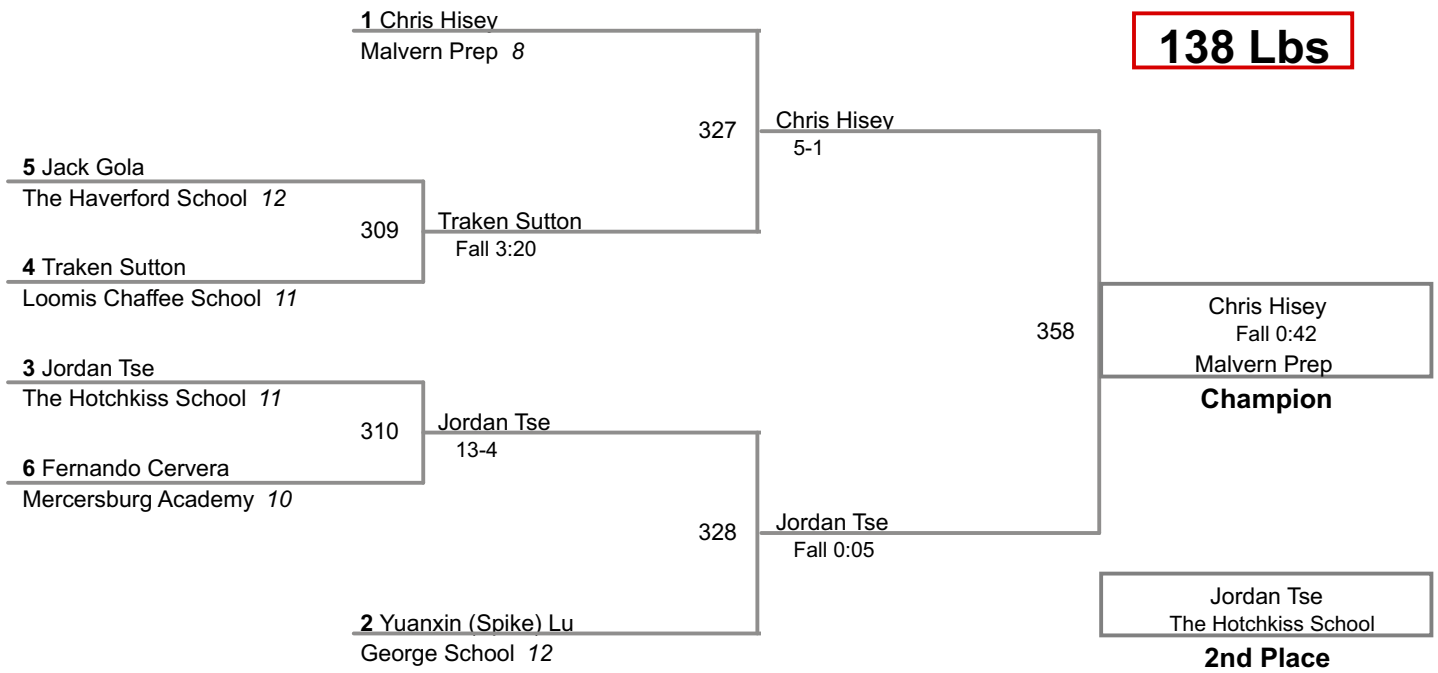 1 Chris Hisey
Malvern Prep 8
138 Lbs
327
Chris Hisey
5-1
5 Jack Gola
The Haverford School 12
309
Traken Sutton
Fall 3:20
4 Traken Sutton
Loomis Chaffee School 11
358
Chris Hisey
Fall 0:42
Malvern Prep
Champion
3 Jordan Tse
The Hotchkiss School 11
310
Jordan Tse
13-4
6 Fernando Cervera
Mercersburg Academy 10
328
Jordan Tse
Fall 0:05
2 Yuanxin (Spike) Lu
George School 12
Jordan Tse
The Hotchkiss School
2nd Place